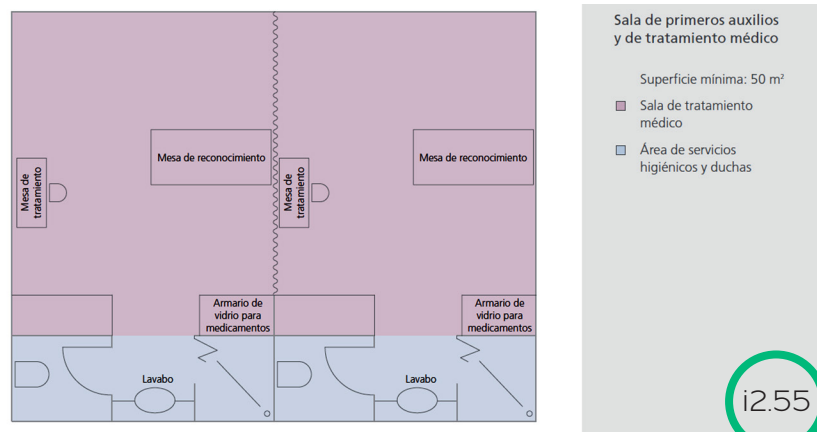 Mesa de reconocimiento
Mesa de
tratamiento
Armario de
vidrio para
medicamentos
Lavabo
Mesa de reconocimiento
Mesa de
tratamiento
Armario de
vidrio para
medicamentos
Lavabo
Sala de primeros auxilios
y de tratamiento médico
Superficie mínima: 50 m²
Sala de tratamiento
médico
Área de servicios
higiénicos y duchas
i2.55